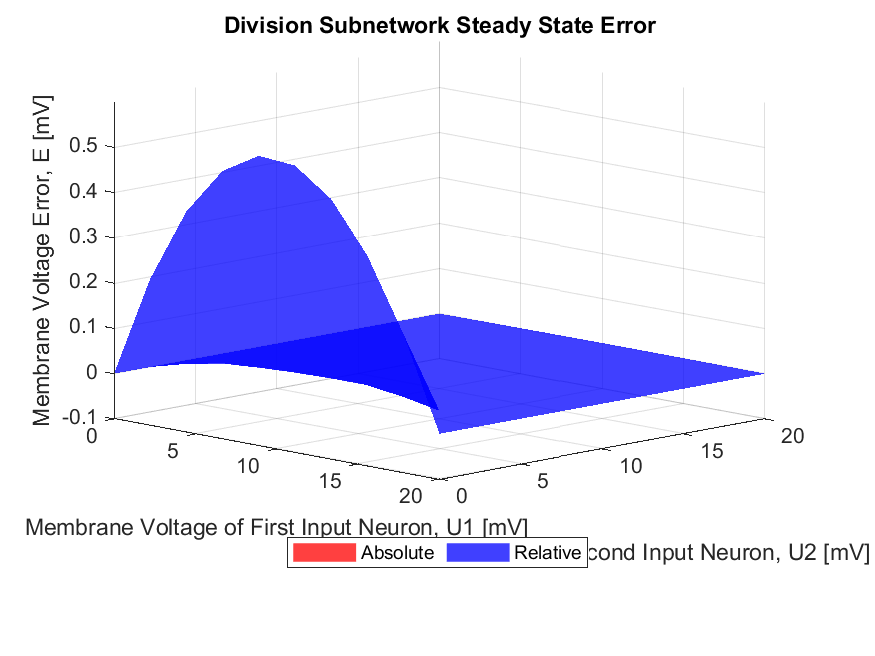 Division Subnetwork Steady State Error
Membrane Voltage Error, E [mV]
0.5
0.4
0.3
0.2
0.1
0
-0.1
0
5
10
15
20
0
5
10
15
20
Membrane Voltage of First Input Neuron, U1 [mV]
cond Input Neuron, U2 [mV]
Absolute
Relative